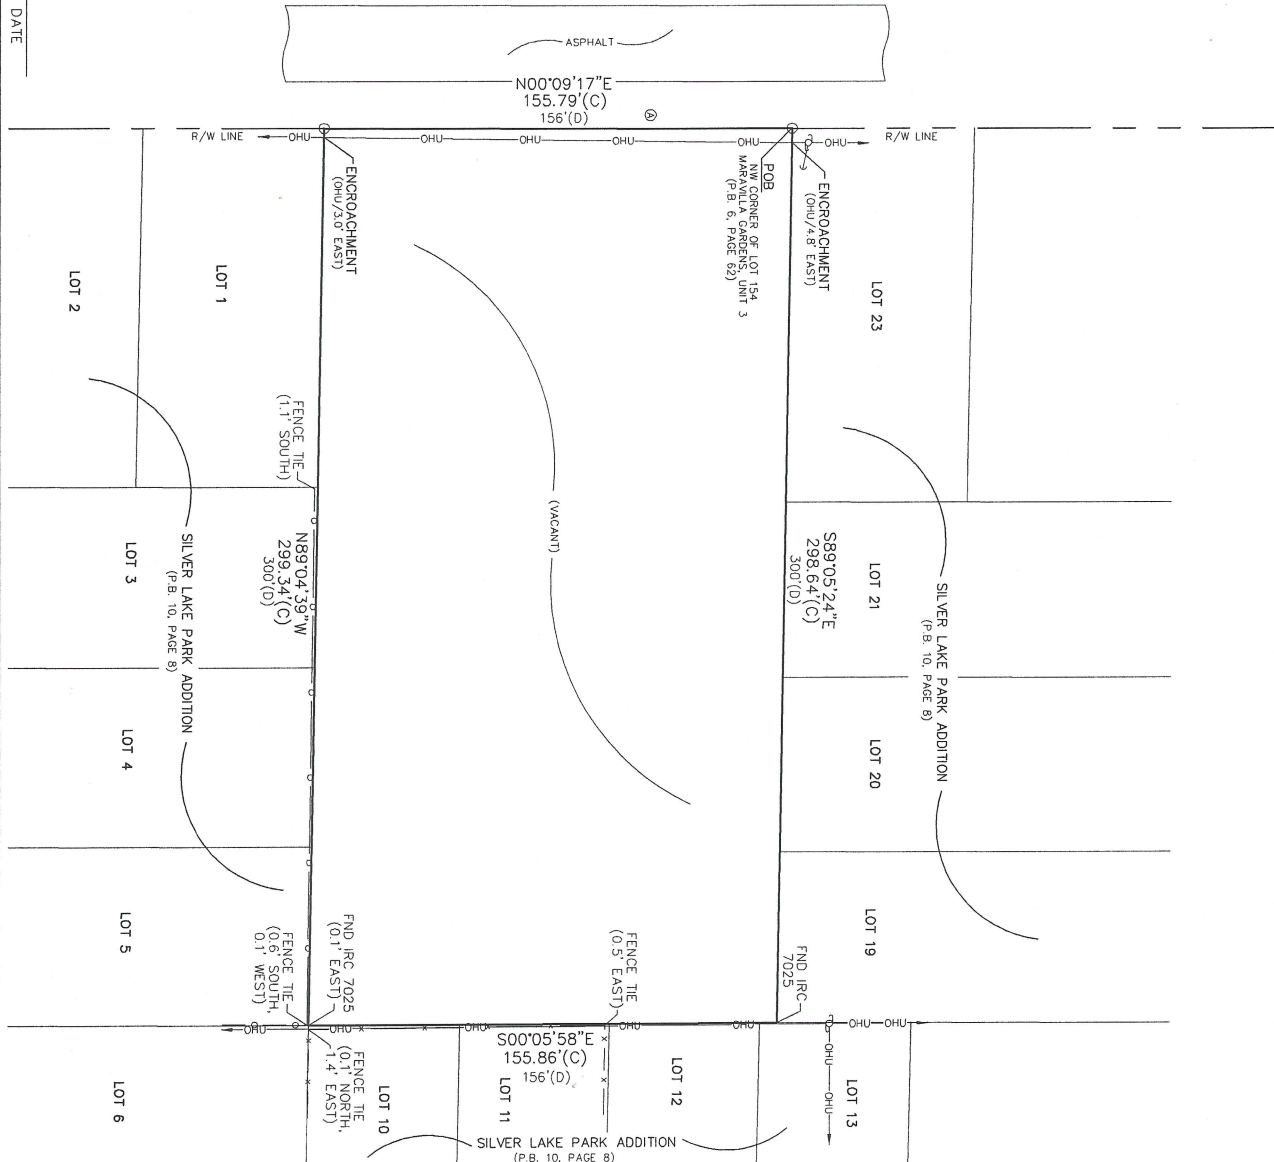 DATE
ASPHALT
N00°09'17"E
155.79'(C)
156'(D)
A
R/W LINE
OHU
OHU
OHU
OHU
OHU
OHU
R/W LINE
ENCROACHMENT
(OHU/3.0' EAST)
POB
NW CORNER OF LOT 154
MARAVILLA GARDENS, UNIT 3
(P.B. 6, PAGE 62)
ENCROACHMENT
(OHU/4.8' EAST)
LOT 2
LOT 1
LOT 23
FENCE TIE
(1.1' SOUTH)
(VACANT)
LOT 3
SILVER LAKE PARK ADDITION
(P.B. 10, PAGE 8)
N89°04'39"W
299.34'(C)
300'(D)
S89°05'24"E
298.64'(C)
300'(D)
LOT 21
SILVER LAKE PARK ADDITION
(P.B. 10, PAGE 8)
LOT 4
LOT 20
LOT 5
LOT 19
FND IRC 7025
(0.1' EAST)
FENCE TIE
(0.6' SOUTH,
0.1' WEST)
FENCE TIE
(0.5' EAST)
FND IRC
7025
OHU
OHU
OHU
OHU
OHU
OHU
OHU
S00°05'58"E
155.86'(C)
156'(D)
OHU
OHU
FENCE TIE
(0.1' NORTH,
1.4' EAST)
LOT 6
LOT 10
LOT 11
LOT 12
LOT 13
SILVER LAKE PARK ADDITION
(P.B. 10, PAGE 8)